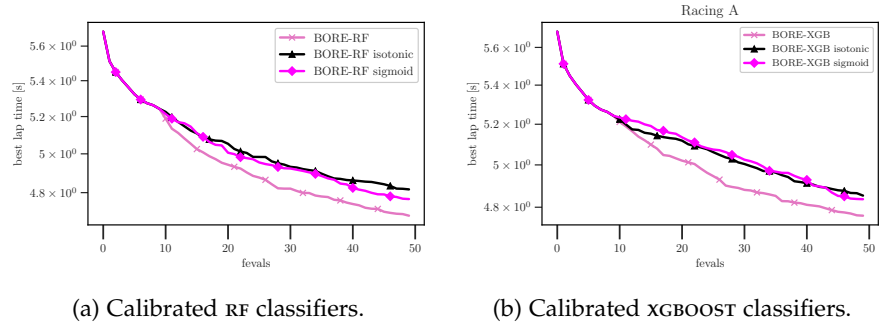 Racing A
5.6 × 10⁰
5.4 × 10⁰
5.2 × 10⁰
5 × 10⁰
4.8 × 10⁰
best lap time [s]
BORE-RF
BORE-RF isotonic
BORE-RF sigmoid
0 10 20 30 40 50
fevals
5.6 × 10⁰
5.4 × 10⁰
5.2 × 10⁰
5 × 10⁰
4.8 × 10⁰
best lap time [s]
BORE-XGB
BORE-XGB isotonic
BORE-XGB sigmoid
0 10 20 30 40 50
fevals
(a) Calibrated RF classifiers.
(b) Calibrated XGBOOST classifiers.